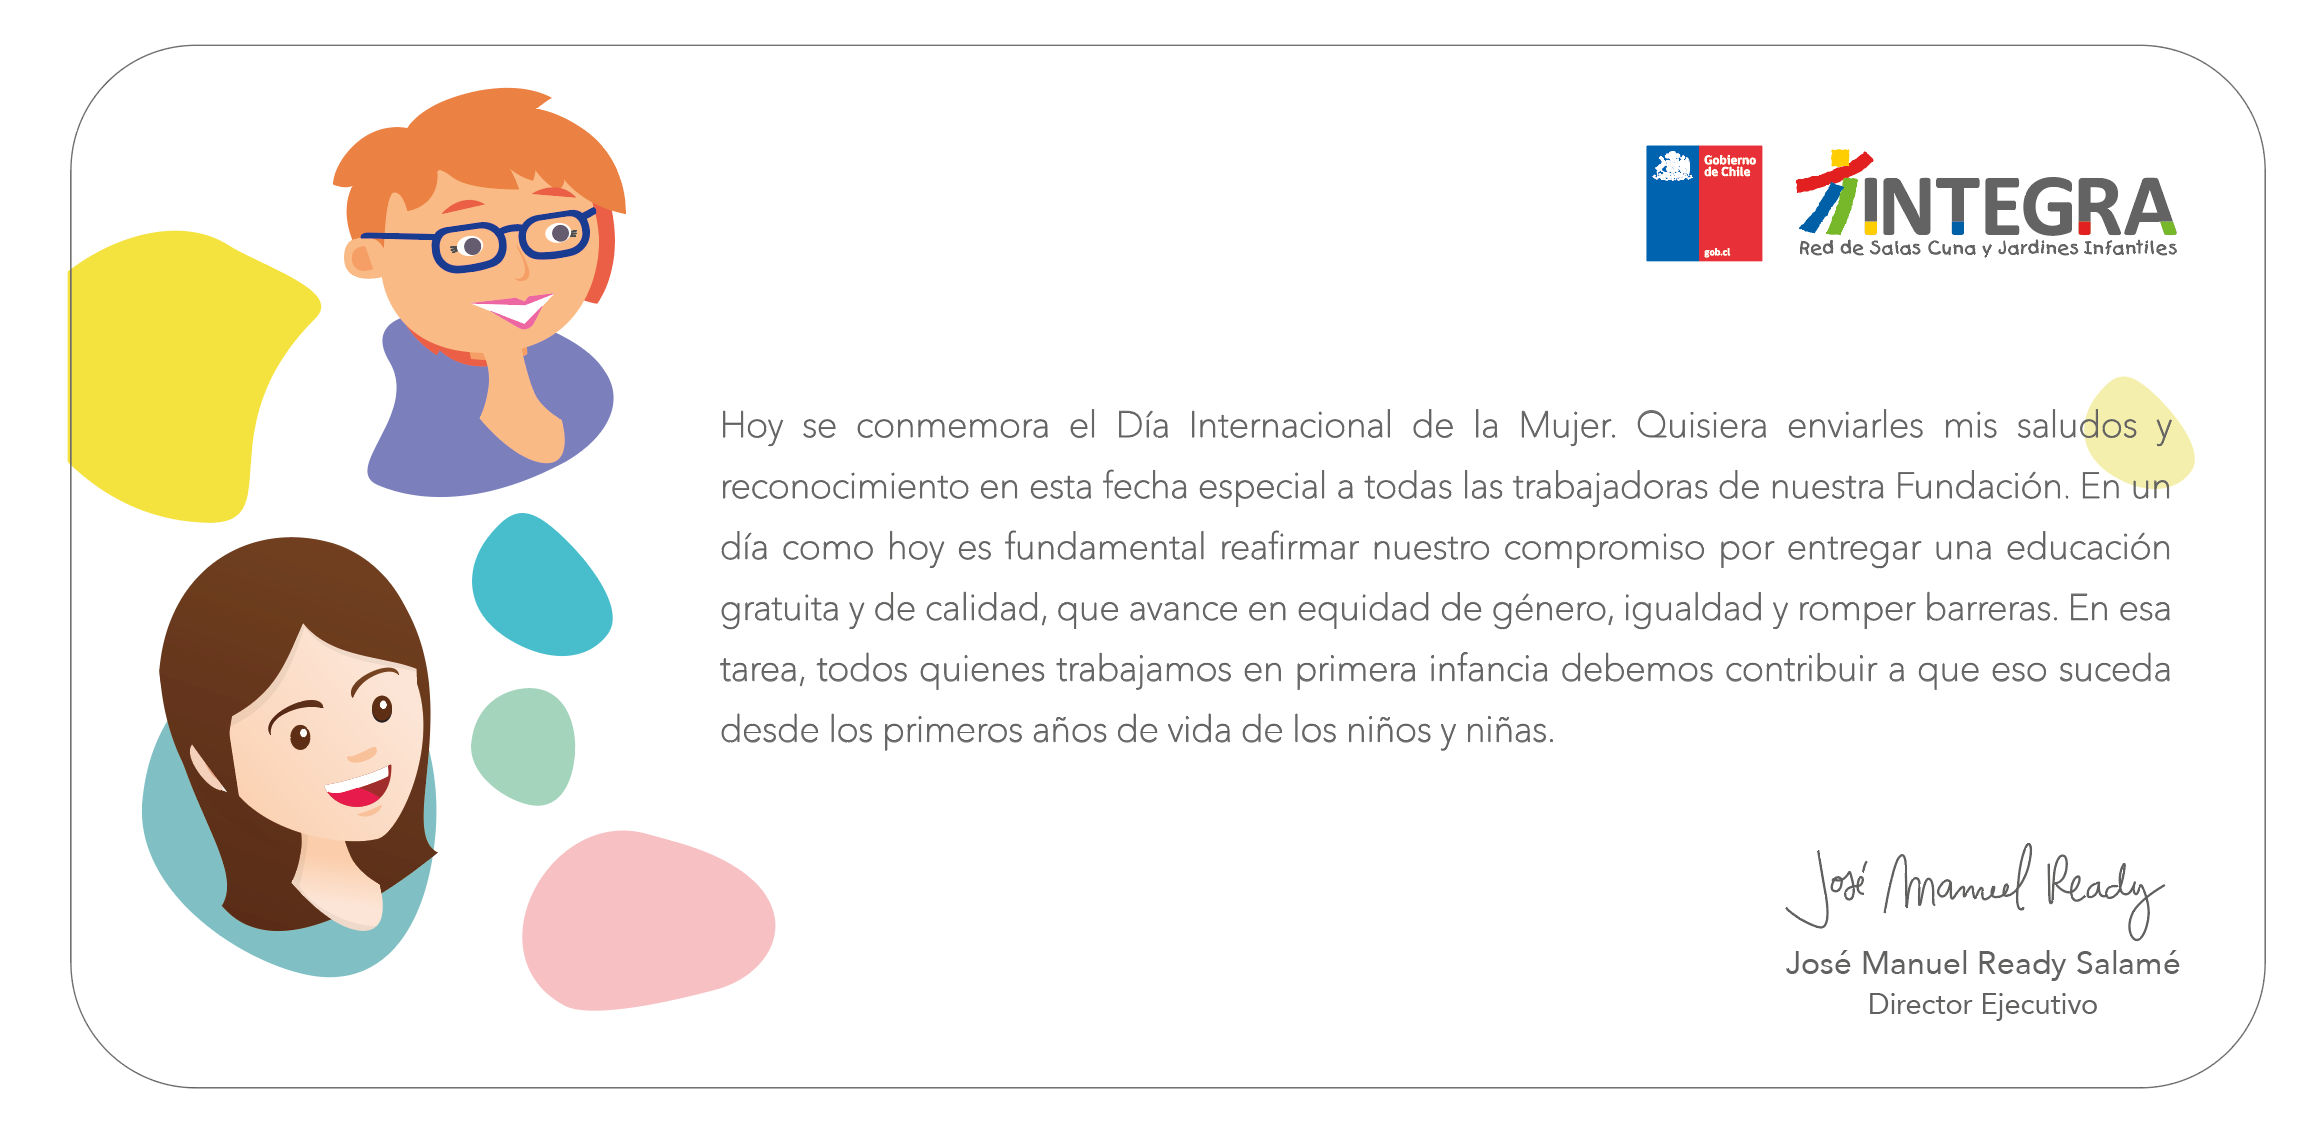 Gobierno
de Chile
gob.cl
INTEGRA
Red de Salas Cuna y Jardines Infantiles
Hoy se conmemora el Día Internacional de la Mujer. Quisiera enviarles mis saludos y
reconocimiento en esta fecha especial a todas las trabajadoras de nuestra Fundación. En un
día como hoy es fundamental reafirmar nuestro compromiso por entregar una educación
gratuita y de calidad, que avance en equidad de género, igualdad y romper barreras. En esa
tarea, todos quienes trabajamos en primera infancia debemos contribuir a que eso suceda
desde los primeros años de vida de los niños y niñas.
José Manuel Ready
José Manuel Ready Salamé
Director Ejecutivo